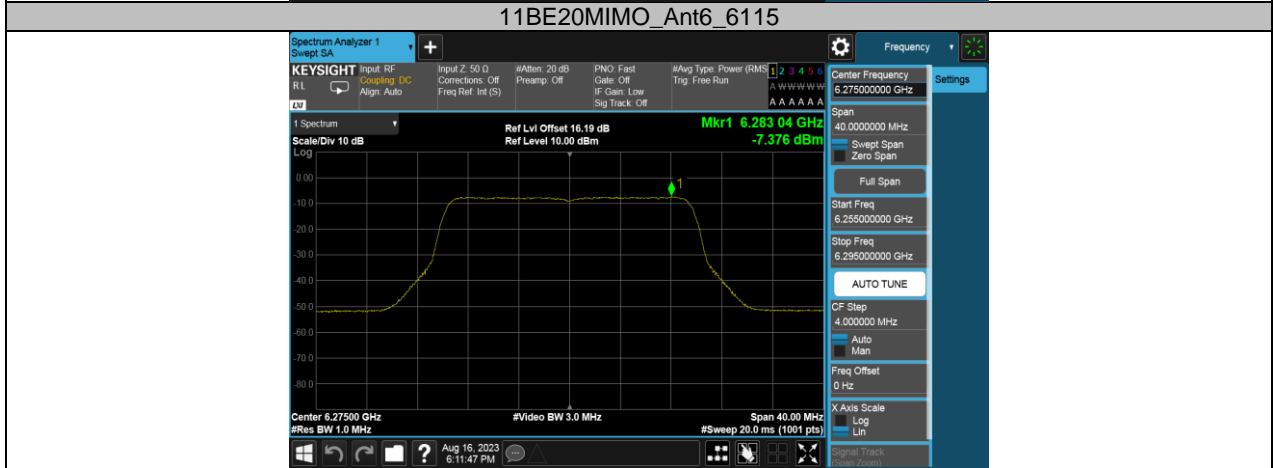 11BE20MIMO_Ant6_6115
Spectrum Analyzer 1
Swept SA
+
Frequency
KEYSIGHT Input: RF Input Z: 50 Ω #Atten: 20 dB PNO: Fast #Avg Type: Power (RMS 1 2 3 4 5 6
RL Coupling: DC Corrections: Off Preamp: Off Gate: Off Trig: Free Run A W W W W W
Align: Auto Freq Ref: Int (S) IF Gain: Low
LXI Sig Track: Off A A A A A A
1 Spectrum
Ref Lvl Offset 16.19 dB
Mkr1 6.283 04 GHz
Scale/Div 10 dB Ref Level 10.00 dBm -7.376 dBm
Log
1
0.00
-10.0
-20.0
-30.0
-40.0
-50.0
-60.0
-70.0
-80.0
Center 6.27500 GHz #Video BW 3.0 MHz Span 40.00 MHz
#Res BW 1.0 MHz #Sweep 20.0 ms (1001 pts)
?
Aug 16, 2023
6:11:47 PM
Center Frequency
6.275000000 GHz
Settings
Span
40.0000000 MHz
Swept Span
Zero Span
Full Span
Start Freq
6.255000000 GHz
Stop Freq
6.295000000 GHz
AUTO TUNE
CF Step
4.000000 MHz
Auto
Man
Freq Offset
0 Hz
X Axis Scale
Log
Lin
Signal Track
(Span Zoom)